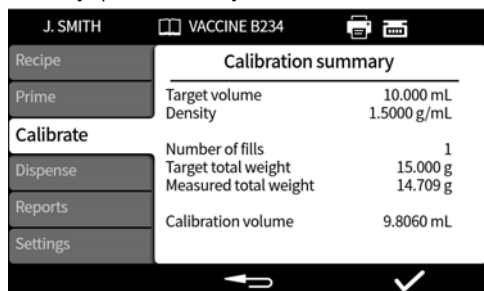 J. SMITH
VACCINE B234
Recipe
Prime
Calibrate
Dispense
Reports
Settings
Calibration summary
Target volume 10.000 mL
Density 1.5000 g/mL
Number of fills 1
Target total weight 15.000 g
Measured total weight 14.709 g
Calibration volume 9.8060 mL